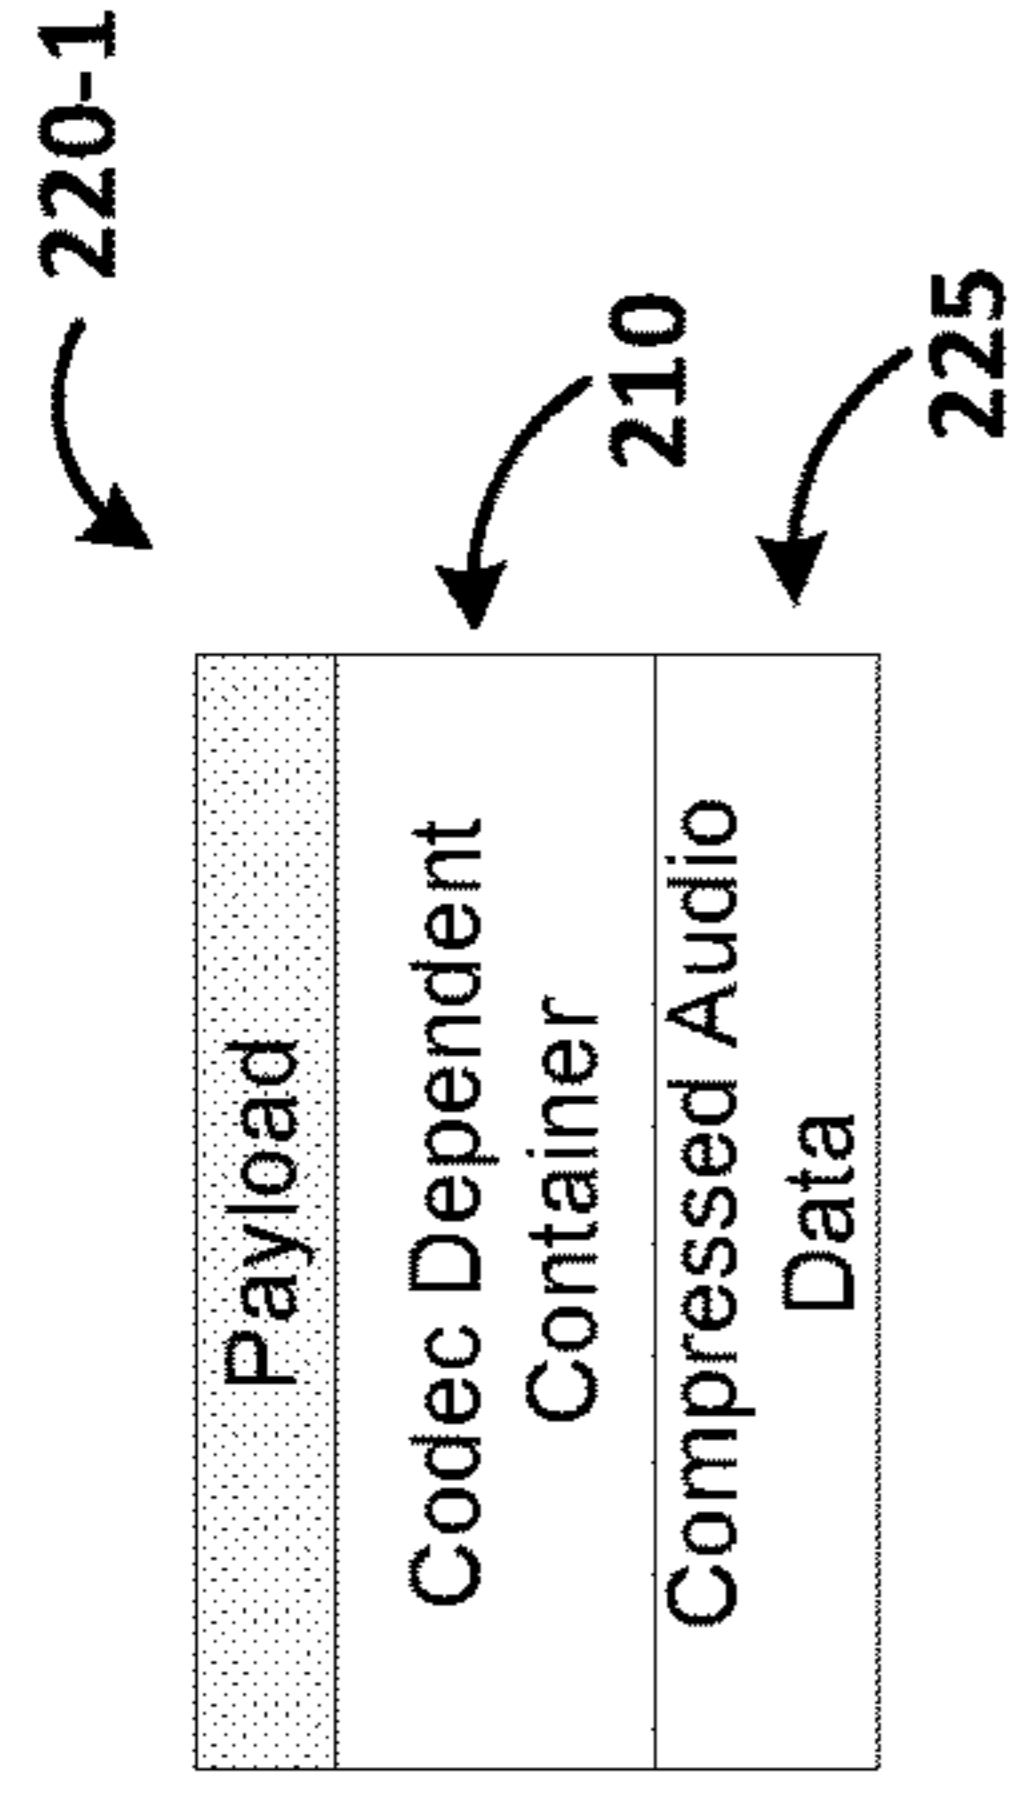 220-1
Payload
Codec Dependent
Container
210
Compressed Audio
Data
225